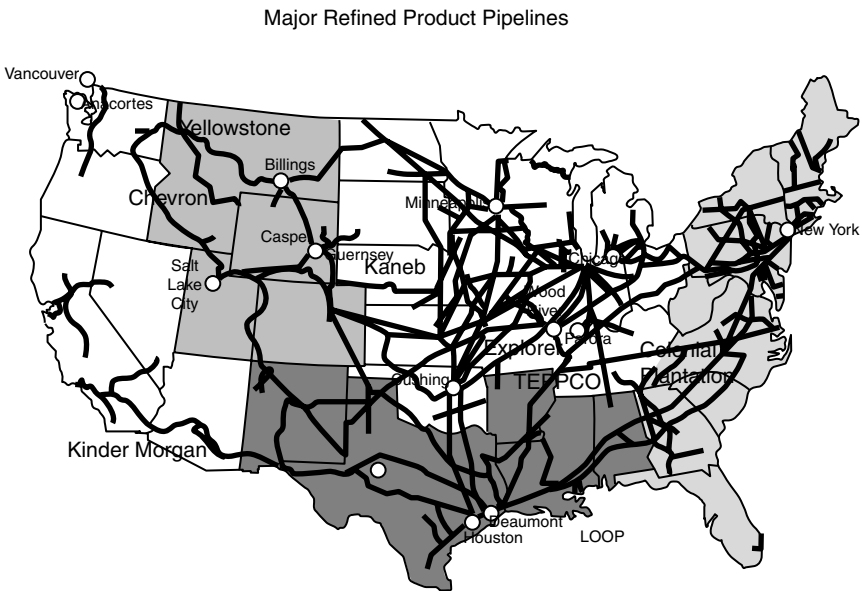 Major Refined Product Pipelines
Vancouver
Anacortes
Yellowstone
Billings
Chevron
Minneapolis
New York
Casper
Guernsey
Kaneb
Chicago
Salt
Lake
City
Wood
River
Patoka
Explorer
Colonial
Plantation
Cushing
TEPPCO
Kinder Morgan
Beaumont
Houston
LOOP